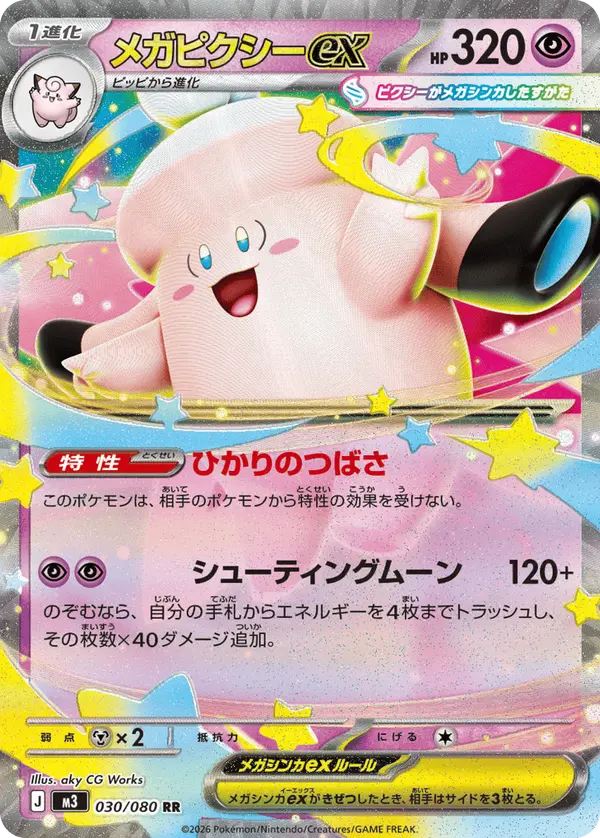 1進化
メガピクシーex
HP320
ピッピから進化
ピクシーがメガシンカしたすがた
特性 とくせい ひかりのつばさ
このポケモンは、相手のポケモンから特性の効果を受けない。
シューティングムーン 120+
のぞむなら、自分の手札からエネルギーを4枚までトラッシュし、
その枚数×40ダメージ追加。
弱点 ×2 抵抗力 にげる
メガシンカexルール
メガシンカexがきぜつしたとき、相手はサイドを3枚とる。
Illus. aky CG Works
J M3 030/080 RR
©2026 Pokémon/Nintendo/Creatures/GAME FREAK.